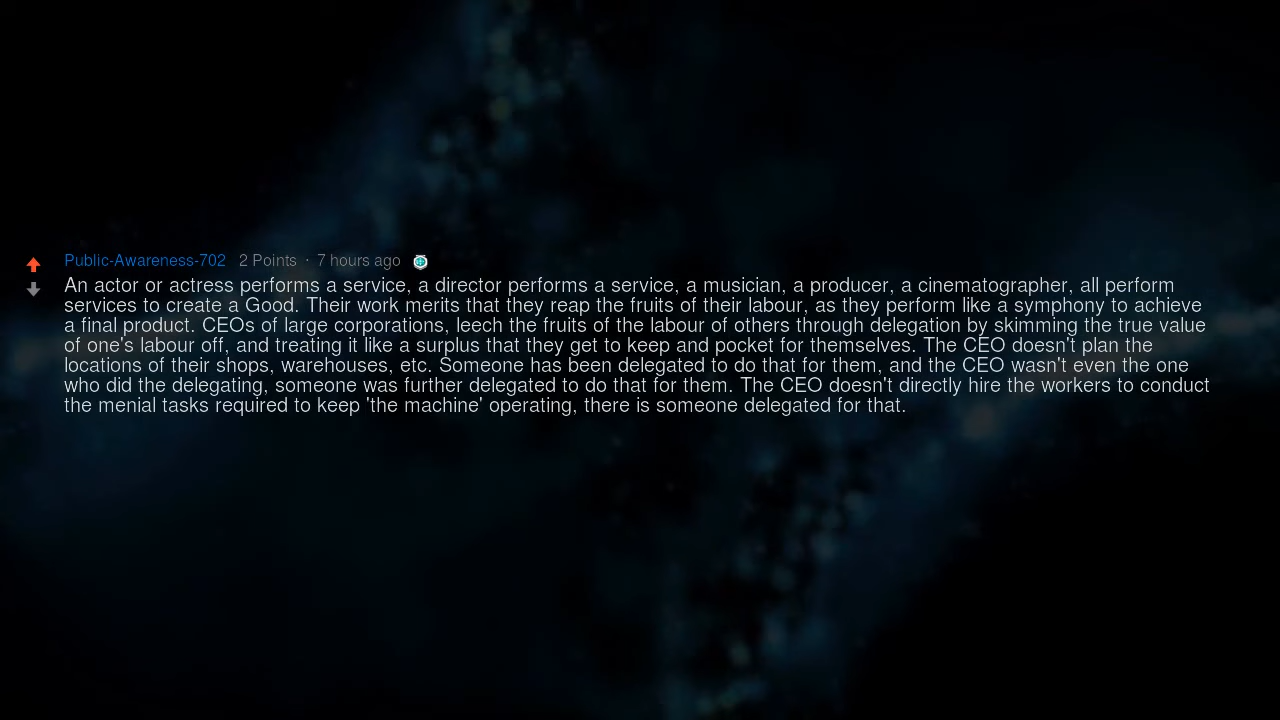 Public-Awareness-702 2 Points · 7 hours ago
An actor or actress performs a service, a director performs a service, a musician, a producer, a cinematographer, all perform
services to create a Good. Their work merits that they reap the fruits of their labour, as they perform like a symphony to achieve
a final product. CEOs of large corporations, leech the fruits of the labour of others through delegation by skimming the true value
of one's labour off, and treating it like a surplus that they get to keep and pocket for themselves. The CEO doesn't plan the
locations of their shops, warehouses, etc. Someone has been delegated to do that for them, and the CEO wasn't even the one
who did the delegating, someone was further delegated to do that for them. The CEO doesn't directly hire the workers to conduct
the menial tasks required to keep 'the machine' operating, there is someone delegated for that.